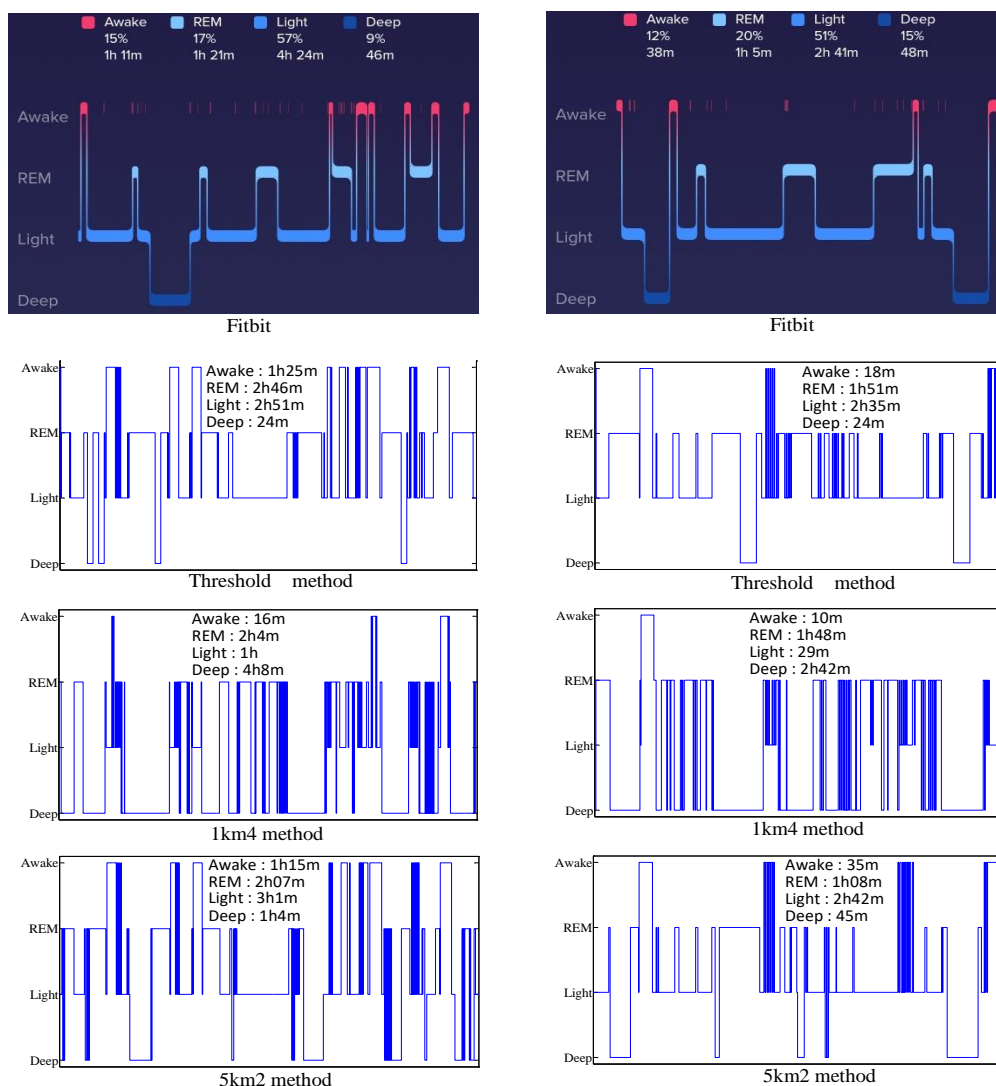 Awake REM Light Deep
15% 17% 57% 9%
1h 11m 1h 21m 4h 24m 46m
Awake
REM
Light
Deep
Fitbit
Awake REM Light Deep
12% 20% 51% 15%
38m 1h 5m 2h 41m 48m
Awake
REM
Light
Deep
Fitbit
Awake : 1h25m
REM : 2h46m
Light : 2h51m
Deep : 24m
Awake
REM
Light
Deep
Threshold method
Awake : 18m
REM : 1h51m
Light : 2h35m
Deep : 24m
Awake
REM
Light
Deep
Threshold method
Awake : 16m
REM : 2h4m
Light : 1h
Deep : 4h8m
Awake
REM
Light
Deep
1km4 method
Awake : 10m
REM : 1h48m
Light : 29m
Deep : 2h42m
Awake
REM
Light
Deep
1km4 method
Awake : 1h15m
REM : 2h07m
Light : 3h1m
Deep : 1h4m
Awake
REM
Light
Deep
5km2 method
Awake : 35m
REM : 1h08m
Light : 2h42m
Deep : 45m
Awake
REM
Light
Deep
5km2 method